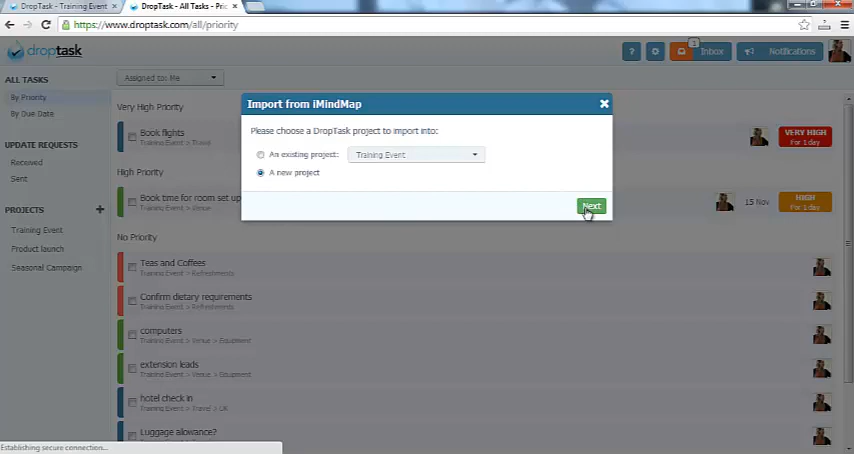 DropTask - Training Event
DropTask - All Tasks - Pri
https://www.droptask.com/all/priority
droptask
?
1
Inbox
Notifications
ALL TASKS
By Priority
By Due Date
UPDATE REQUESTS
Received
Sent
PROJECTS
Training Event
Product launch
Seasonal Campaign
Assigned to: Me
Very High Priority
Book flights
Training Event > Travel
VERY HIGH
For 1 day
High Priority
Book time for room set up
Training Event > Venue
15 Nov
HIGH
For 1 day
No Priority
Teas and Coffees
Training Event > Refreshments
Confirm dietary requirements
Training Event > Refreshments
computers
Training Event > Venue > Equipment
extension leads
Training Event > Venue > Equipment
hotel check in
Training Event > Travel > UK
Luggage allowance?
Import from iMindMap
Please choose a DropTask project to import into:
An existing project:
Training Event
A new project
Next
Establishing secure connection...